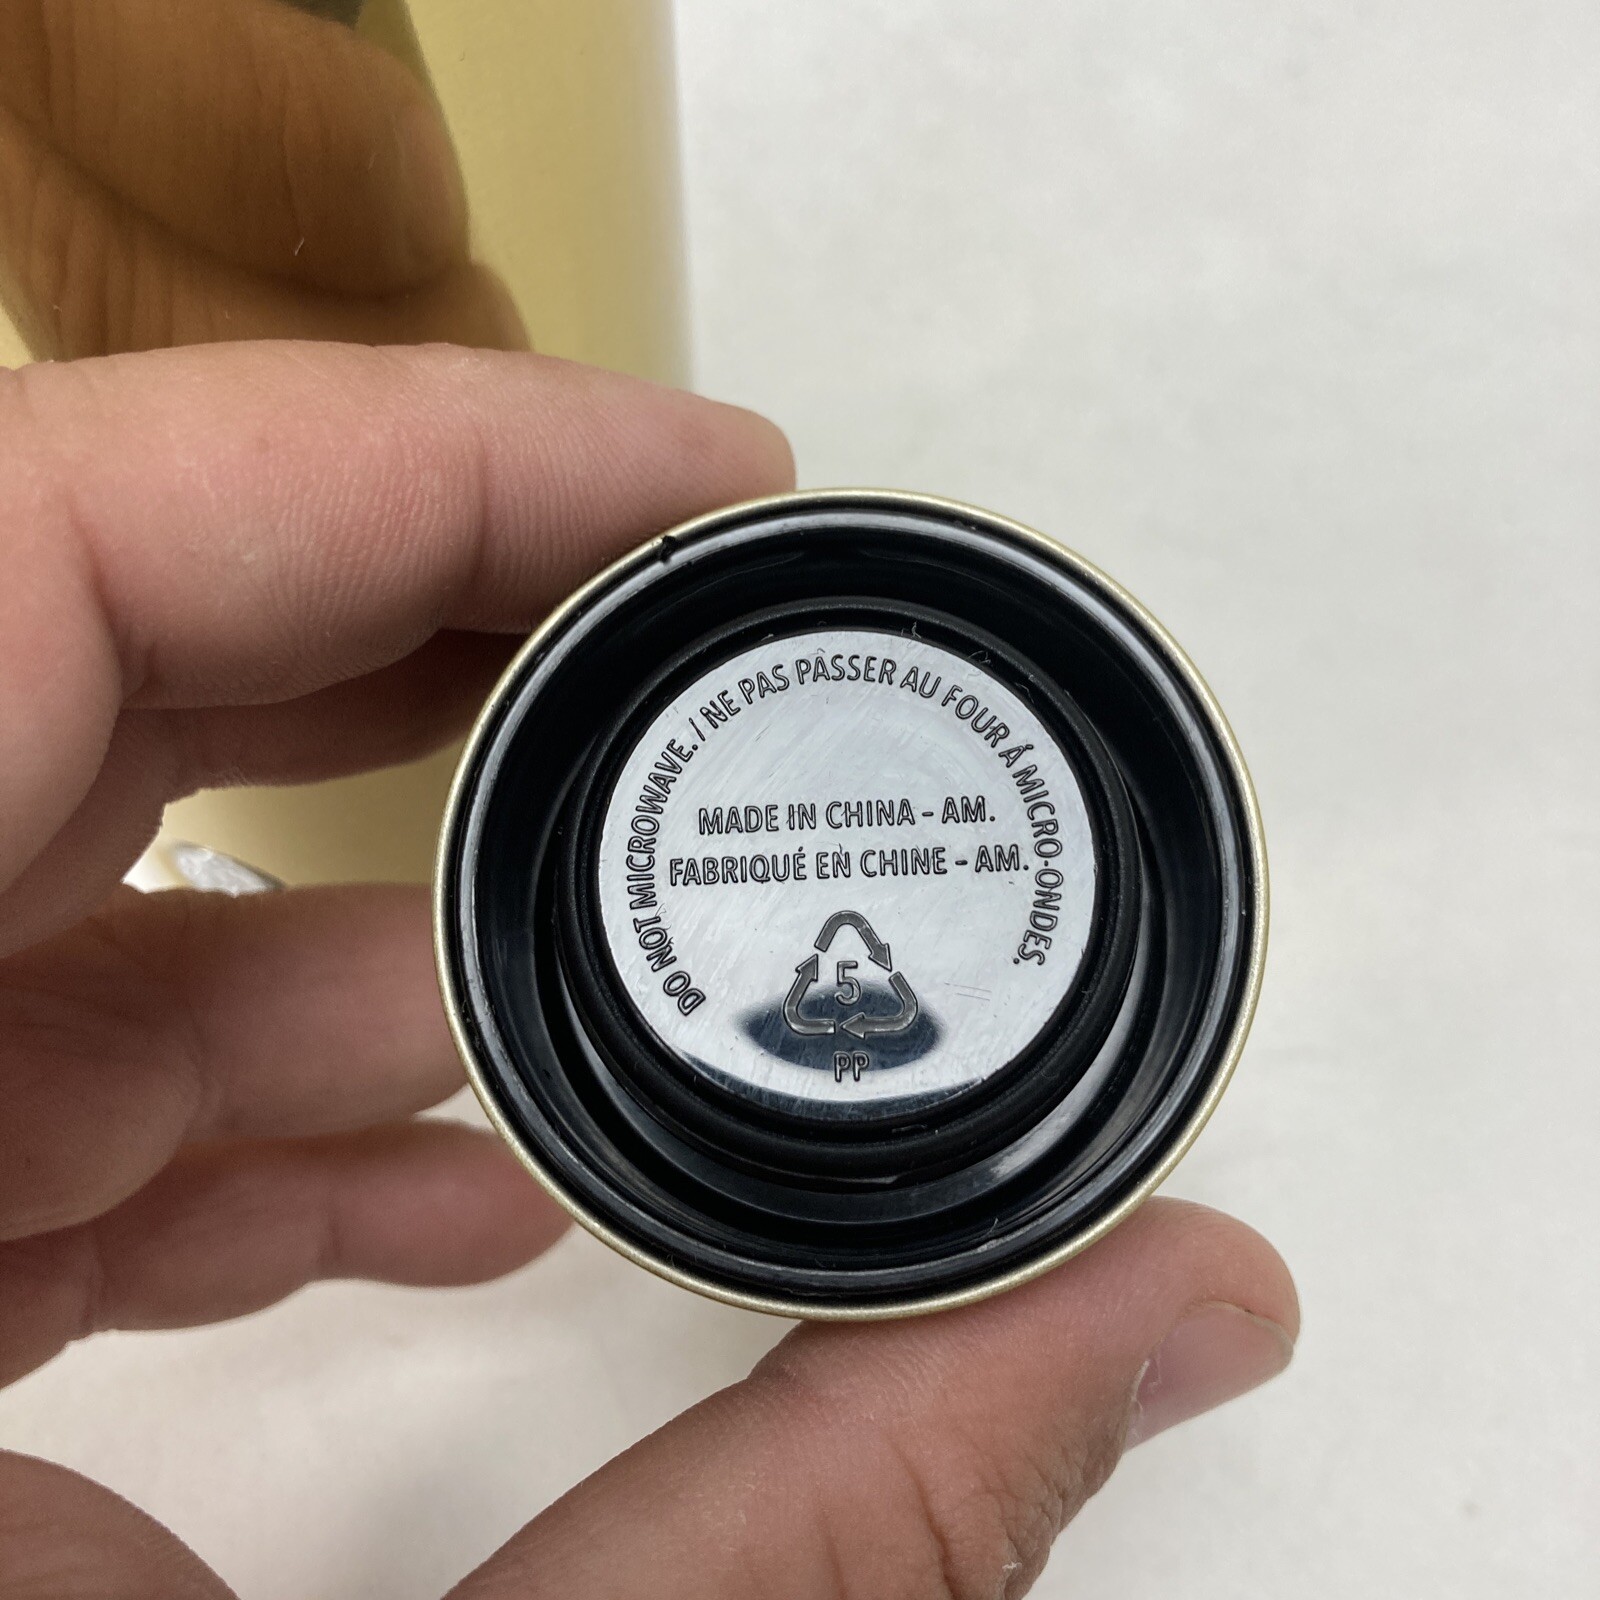 DO NOT MICROWAVE. / NE PAS PASSER AU FOUR Á MICRO-ONDES.
MADE IN CHINA - AM.
FABRIQUÉ EN CHINE - AM.
5
PP